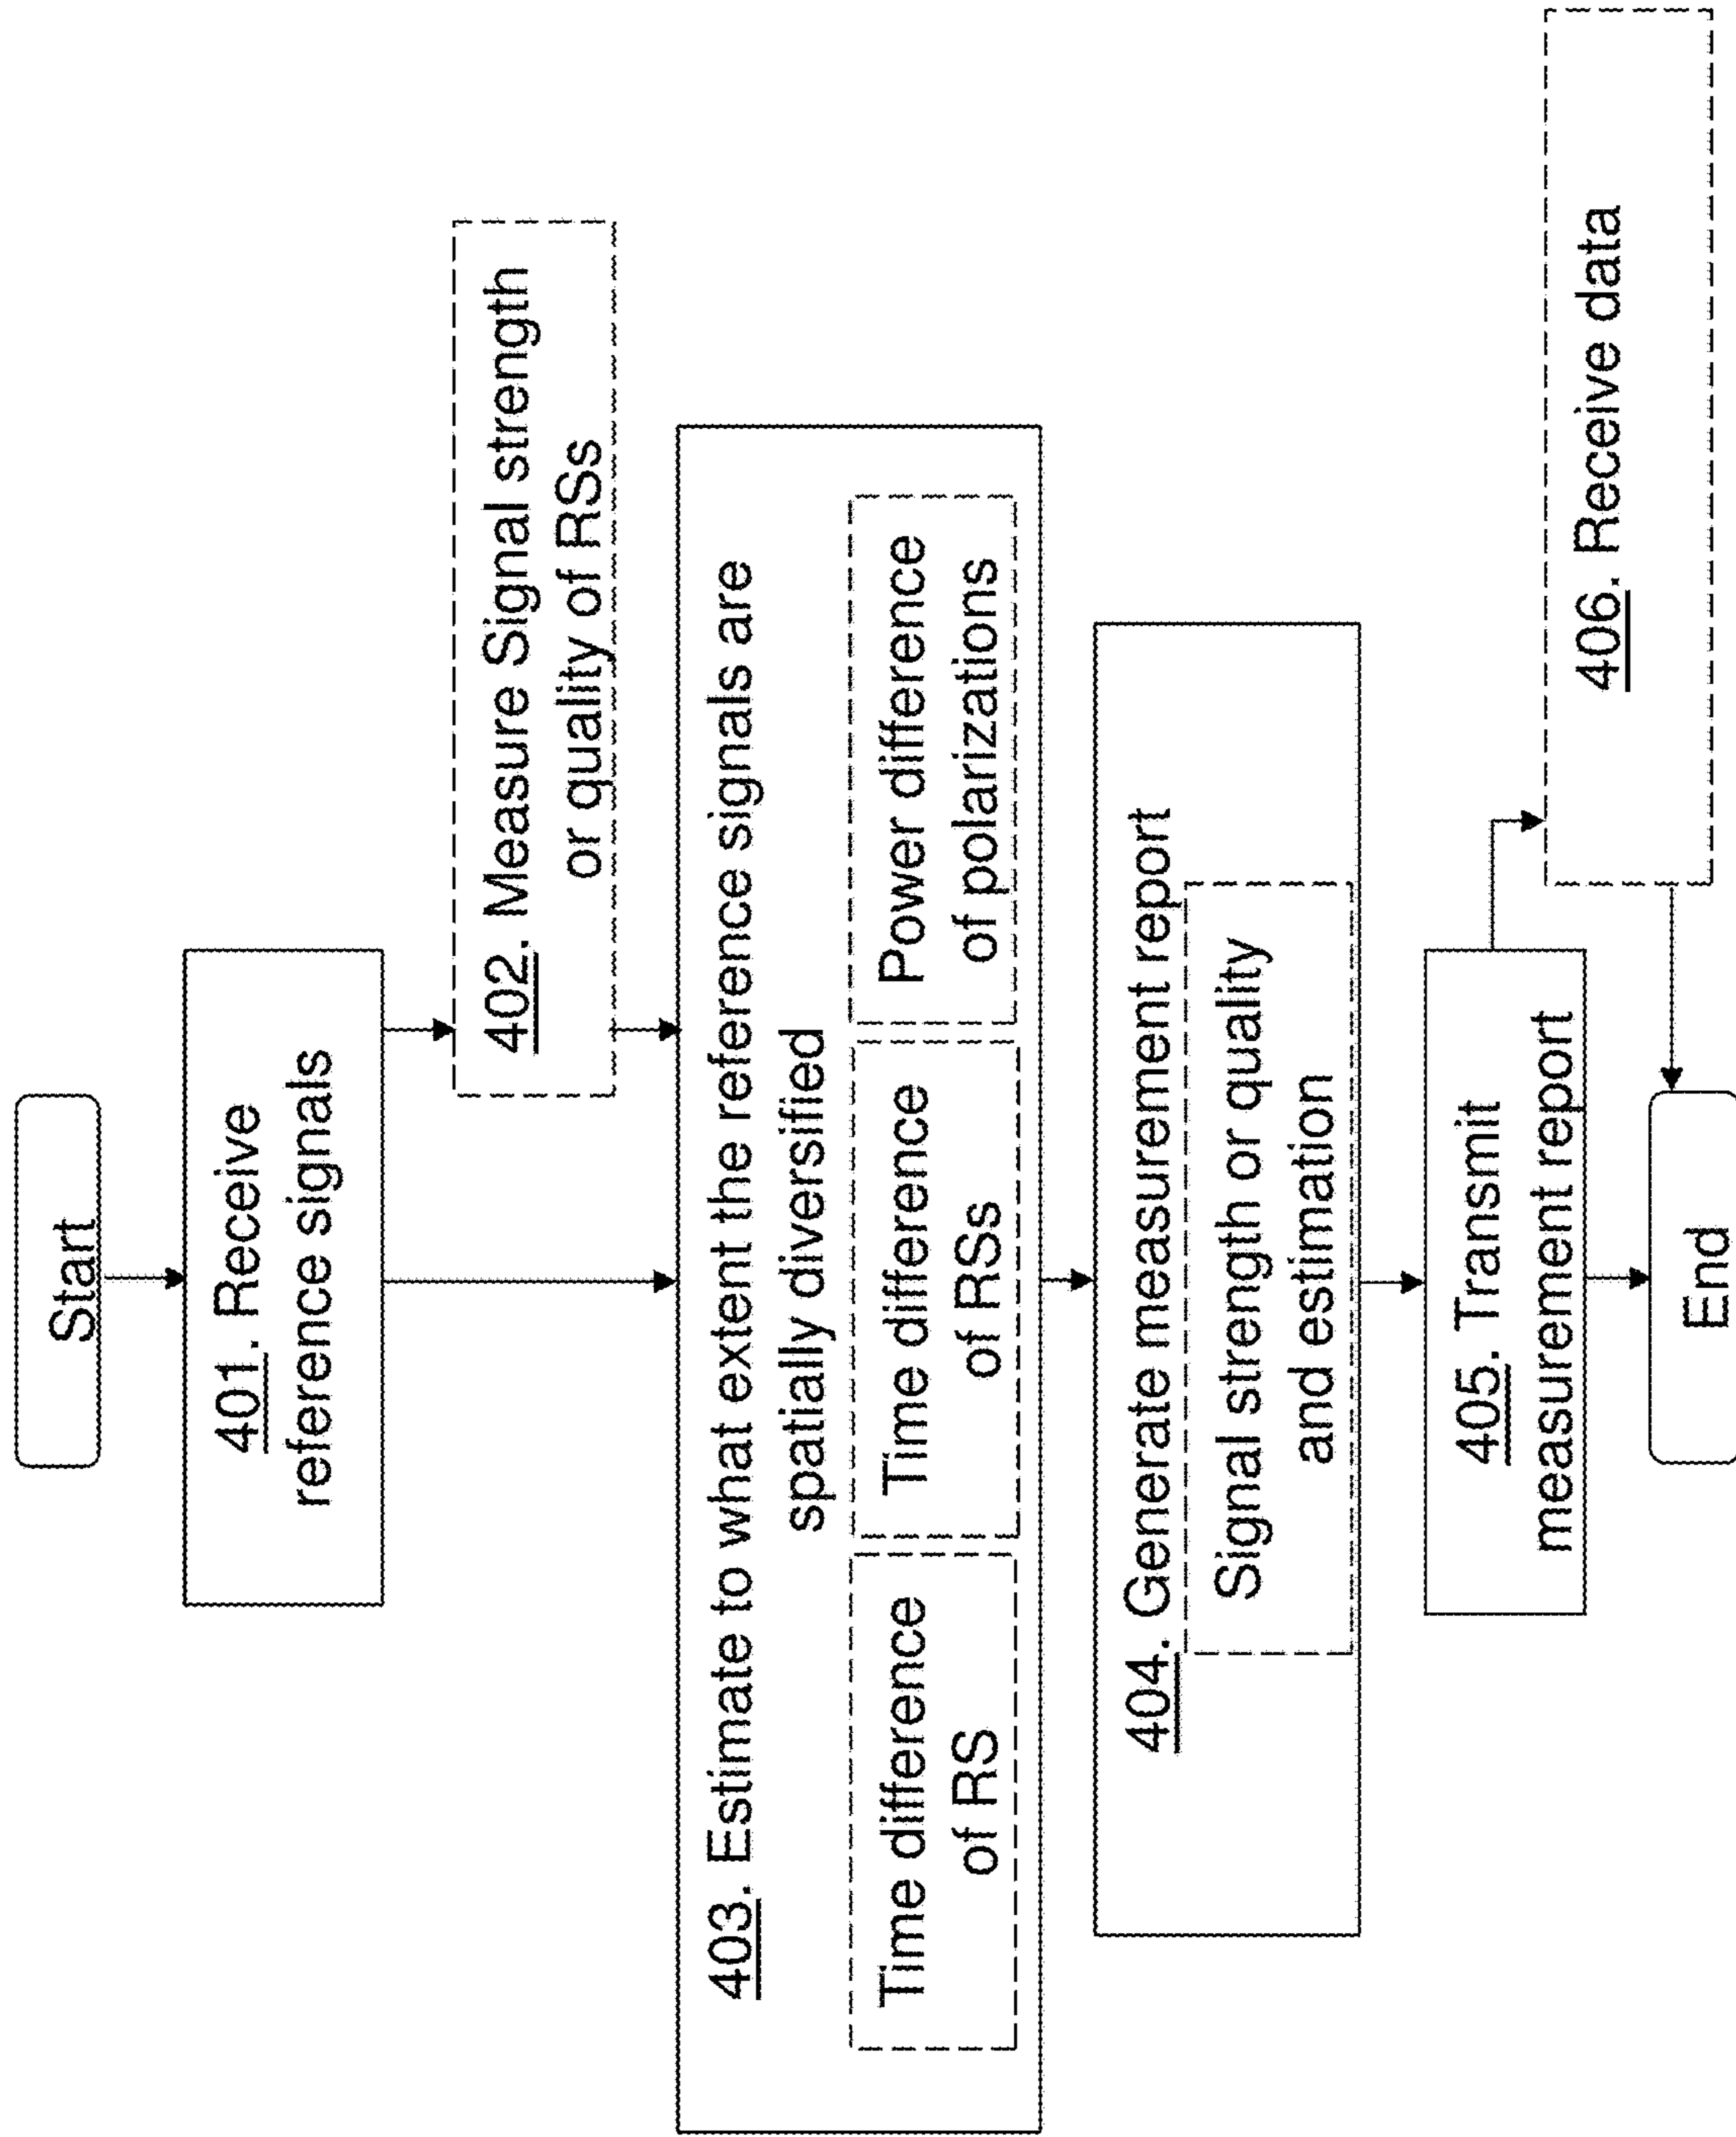 Start
401. Receive
reference signals
402. Measure Signal strength
or quality of RSs
403. Estimate to what extent the reference signals are
spatially diversified
Time difference
of RS
Time difference
of RSs
Power difference
of polarizations
404. Generate measurement report
Signal strength or quality
and estimation
405. Transmit
measurement report
406. Receive data
End